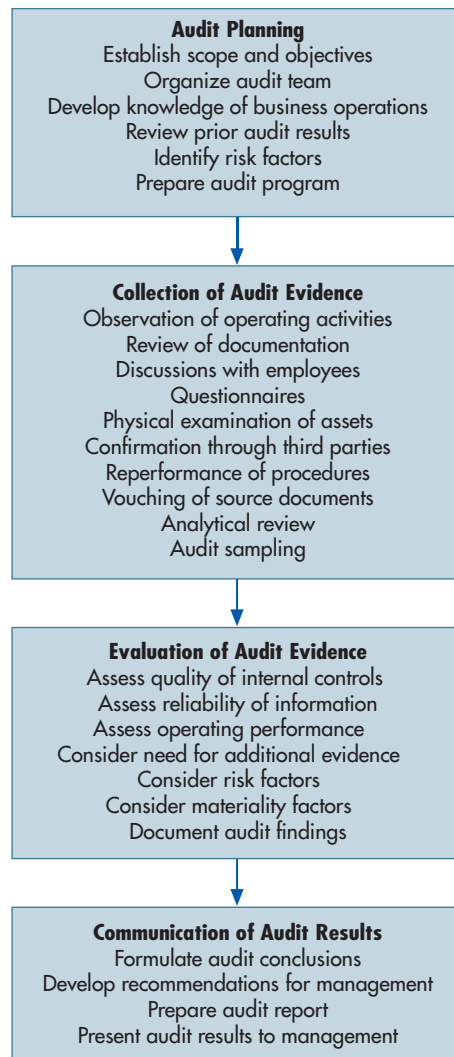 Audit Planning
Establish scope and objectives
Organize audit team
Develop knowledge of business operations
Review prior audit results
Identify risk factors
Prepare audit program
Collection of Audit Evidence
Observation of operating activities
Review of documentation
Discussions with employees
Questionnaires
Physical examination of assets
Confirmation through third parties
Reperformance of procedures
Vouching of source documents
Analytical review
Audit sampling
Evaluation of Audit Evidence
Assess quality of internal controls
Assess reliability of information
Assess operating performance
Consider need for additional evidence
Consider risk factors
Consider materiality factors
Document audit findings
Communication of Audit Results
Formulate audit conclusions
Develop recommendations for management
Prepare audit report
Present audit results to management